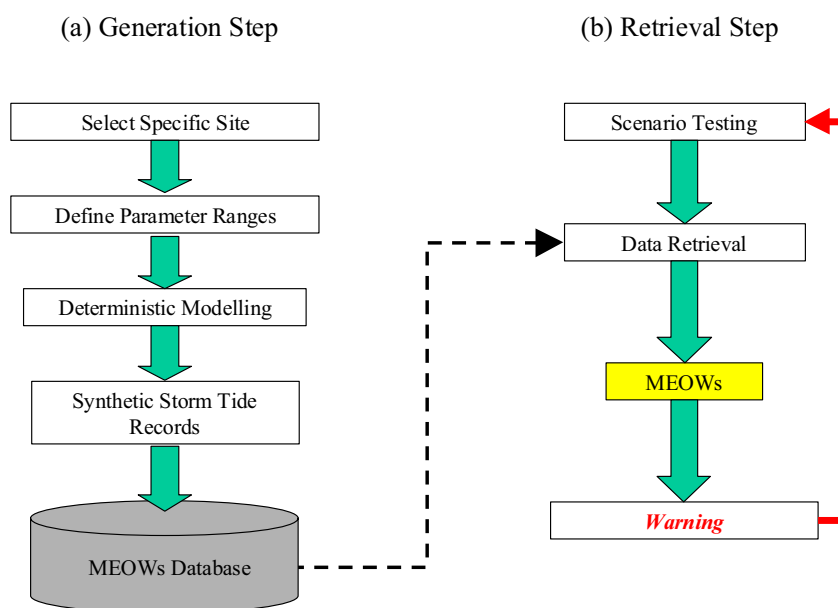 (a) Generation Step
Select Specific Site
Define Parameter Ranges
Deterministic Modelling
Synthetic Storm Tide
Records
MEOWs Database
(b) Retrieval Step
Scenario Testing
Data Retrieval
MEOWs
Warning